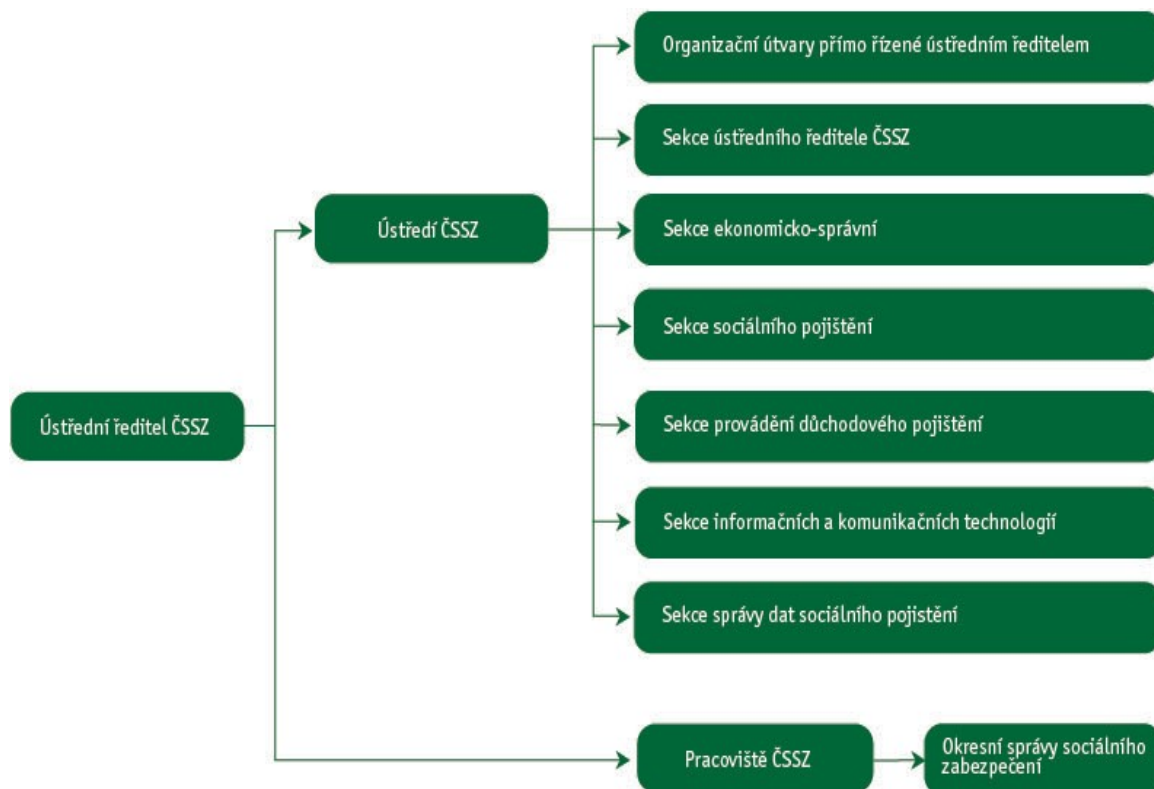 Organizační útvary přímo řízené ústředním ředitelem
Sekce ústředního ředitele ČSSZ
Ústředí ČSSZ
Sekce ekonomicko-správní
Sekce sociálního pojištění
Ústřední ředitel ČSSZ
Sekce provádění důchodového pojištění
Sekce informačních a komunikačních technologií
Sekce správy dat sociálního pojistění
Pracoviště ČSSZ
Okresní správy sociálního
zabezpečení